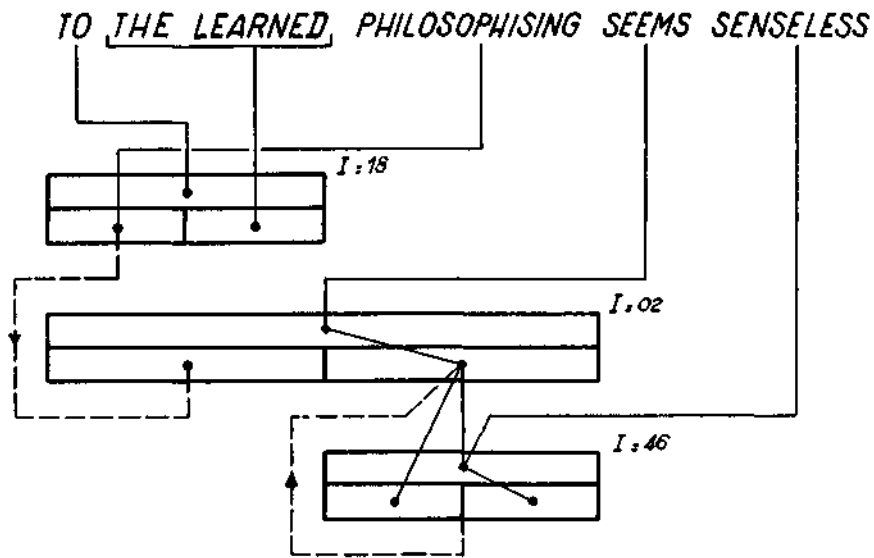 TO THE LEARNED PHILOSOPHISING SEEMS SENSELESS
I:18
I:02
I:46